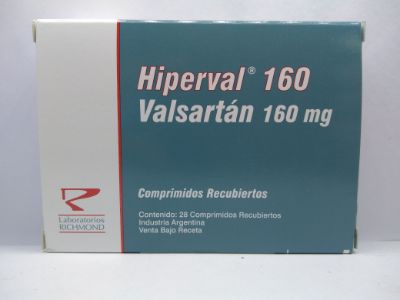 Hiperval® 160
Valsartán 160 mg
Comprimidos Recubiertos
Contenido: 28 Comprimidos Recubiertos
Industria Argentina
Venta Bajo Receta
Laboratorios
RICHMOND